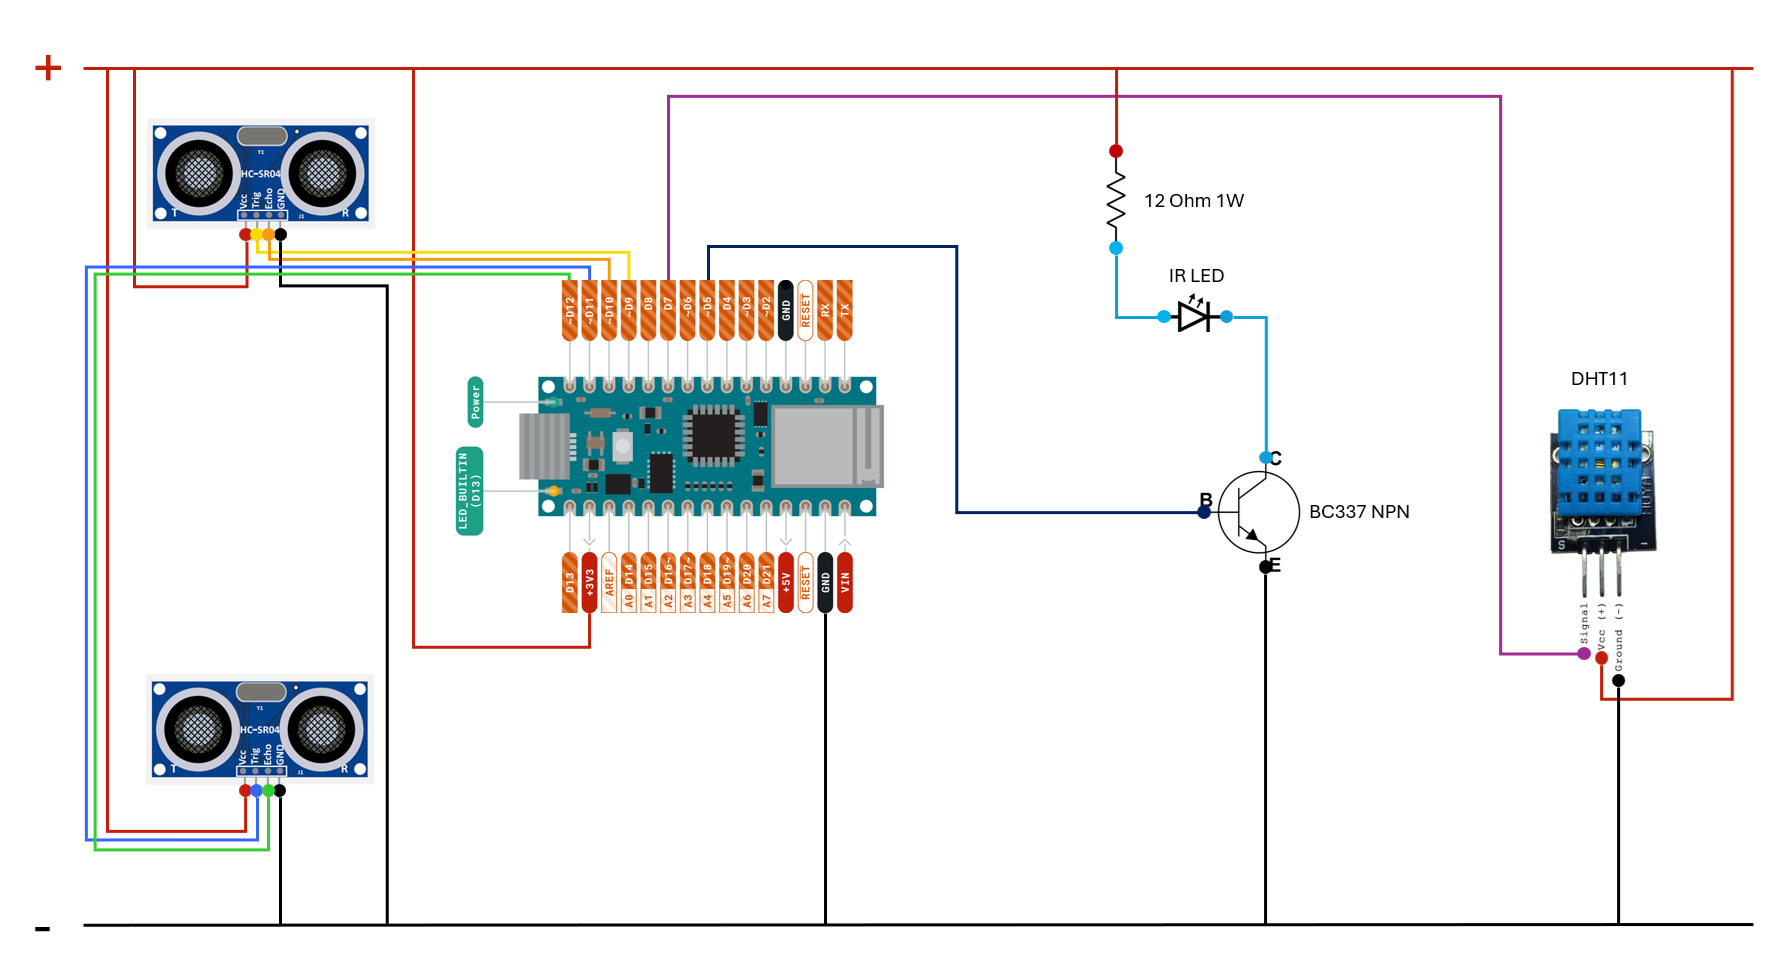 +
Y1
HC-SR04
Vcc
Trig
Echo
GND
T
J1
R
12 Ohm 1W
IR LED
~D12
~D11
~D10
~D9
D8
D7
~D6
~D5
D4
~D3
~D2
GND
RESET
RX
TX
Power
LED_BUILTIN
(D13)
DHT11
C
B
BC337 NPN
E
S
-
D13
+3V3
AREF
A0 D14
A1 D15
A2 D16~
A3 D17~
A4 D18
A5 D19~
A6 D20
A7 D21
+5V
RESET
GND
VIN
Signal
Vcc (+)
Ground (-)
Y1
HC-SR04
Vcc
Trig
Echo
GND
T
J1
R
-